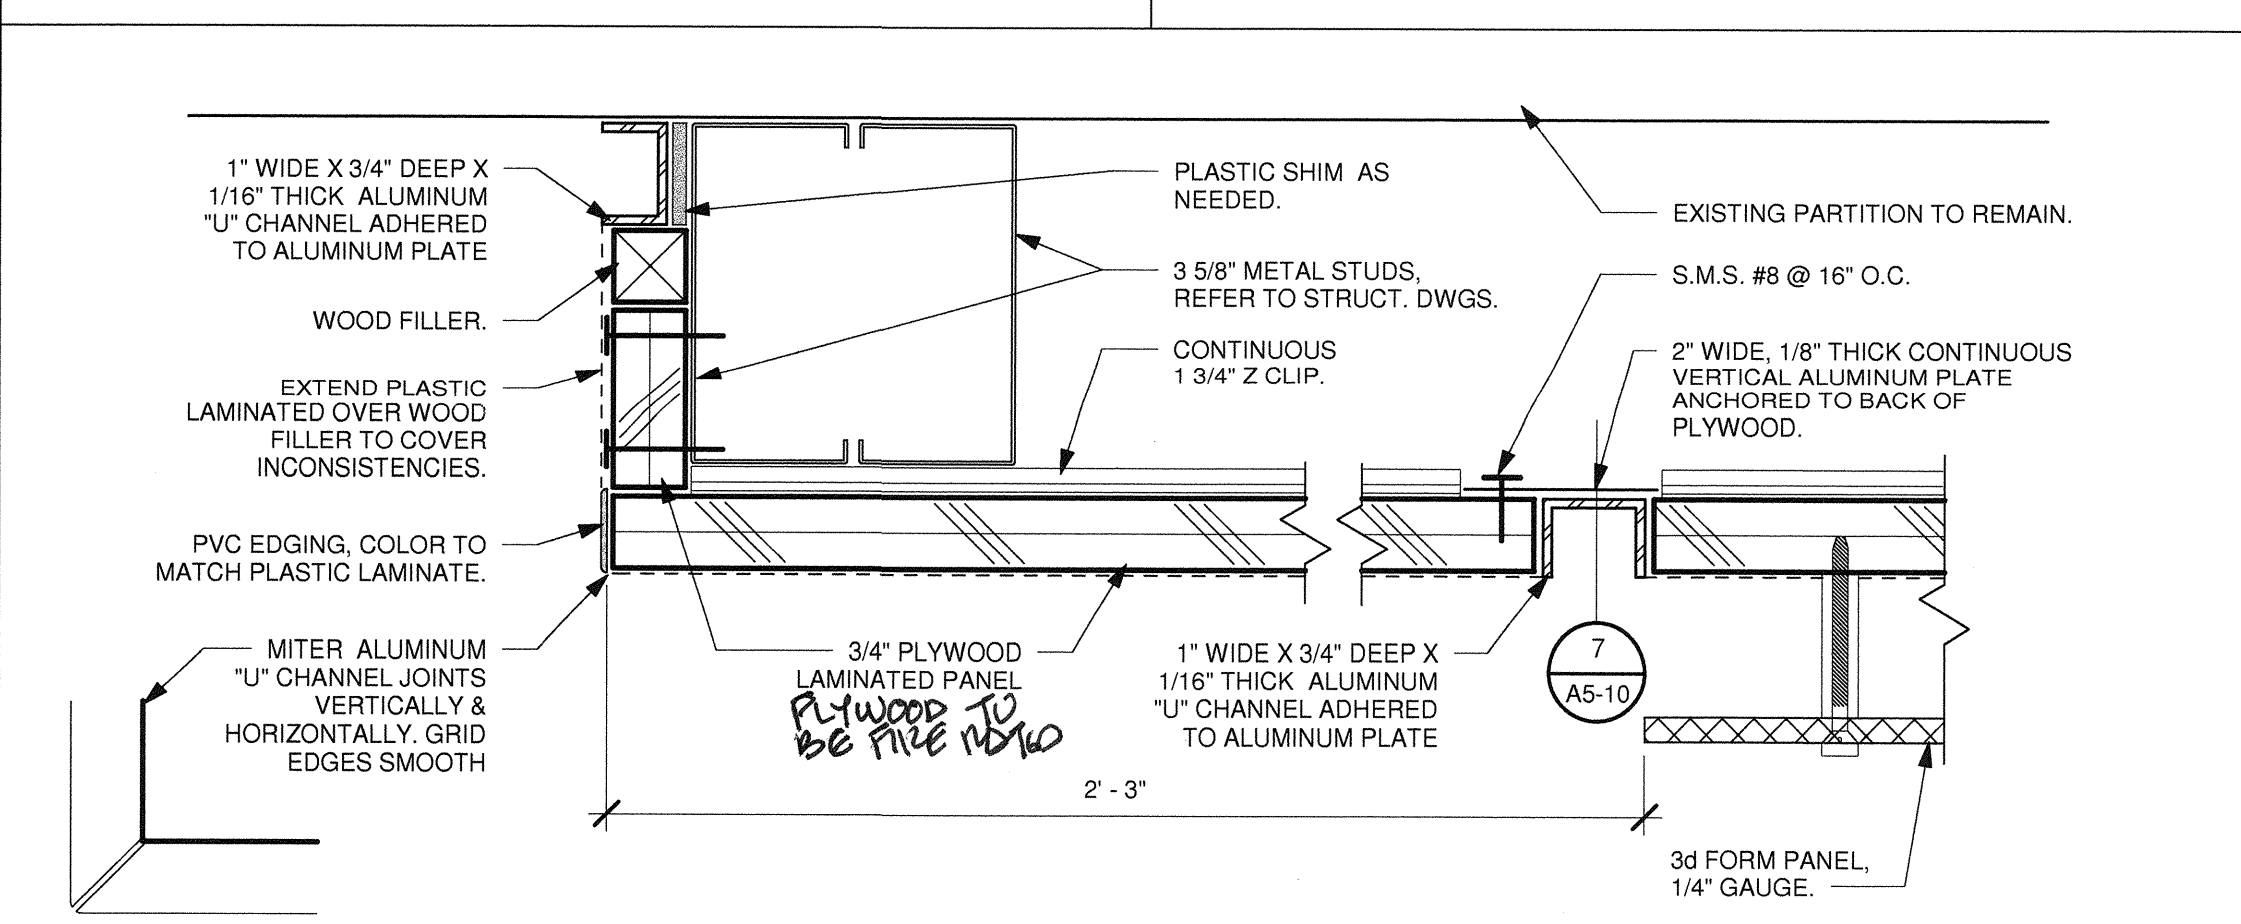 1" WIDE X 3/4" DEEP X
1/16" THICK ALUMINUM
"U" CHANNEL ADHERED
TO ALUMINUM PLATE
WOOD FILLER.
EXTEND PLASTIC
LAMINATED OVER WOOD
FILLER TO COVER
INCONSISTENCIES.
PVC EDGING, COLOR TO
MATCH PLASTIC LAMINATE.
MITER ALUMINUM
"U" CHANNEL JOINTS
VERTICALLY &
HORIZONTALLY. GRID
EDGES SMOOTH
PLASTIC SHIM AS
NEEDED.
3 5/8" METAL STUDS,
REFER TO STRUCT. DWGS.
CONTINUOUS
1 3/4" Z CLIP.
EXISTING PARTITION TO REMAIN.
S.M.S. #8 @ 16" O.C.
2" WIDE, 1/8" THICK CONTINUOUS
VERTICAL ALUMINUM PLATE
ANCHORED TO BACK OF
PLYWOOD.
3/4" PLYWOOD
LAMINATED PANEL
PLYWOOD TO
BE FIRE RATED
1" WIDE X 3/4" DEEP X
1/16" THICK ALUMINUM
"U" CHANNEL ADHERED
TO ALUMINUM PLATE
7
A5-10
2' - 3"
3d FORM PANEL,
1/4" GAUGE.